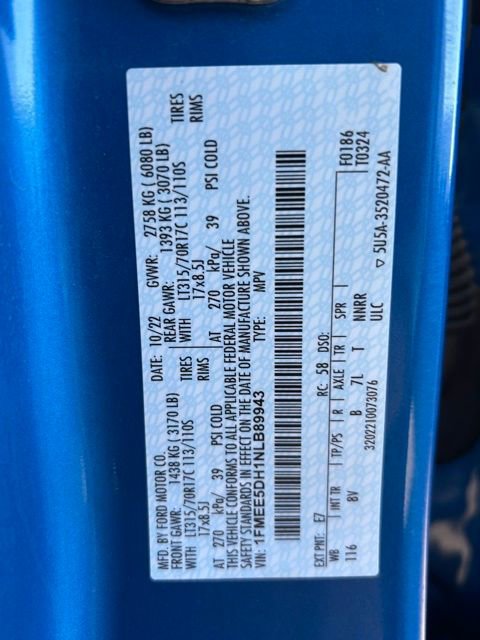 MFD. BY FORD MOTOR CO.
DATE: 10/22 GVWR: 2758 KG ( 6080 LB)
FRONT GAWR: 1438 KG ( 3170 LB) REAR GAWR: 1393 KG ( 3070 LB)
WITH LT315/70R17C 113/110S TIRES WITH LT315/70R17C 113/110S TIRES
17x8.5J RIMS 17x8.5J RIMS
AT 270 kPa/ 39 PSI COLD AT 270 kPa/ 39 PSI COLD
THIS VEHICLE CONFORMS TO ALL APPLICABLE FEDERAL MOTOR VEHICLE
SAFETY STANDARDS IN EFFECT ON THE DATE OF MANUFACTURE SHOWN ABOVE.
VIN: 1FMEE5DH1NLB89943 TYPE: MPV
F0186
T0324
EXT PNT: E7 RC: 58 DSO:
WB INT TR TP/PS R AXLE TR SPR
116 8V B 7L T NNRR
3202210073076 ULC ▽ 5U5A-3520472-AA